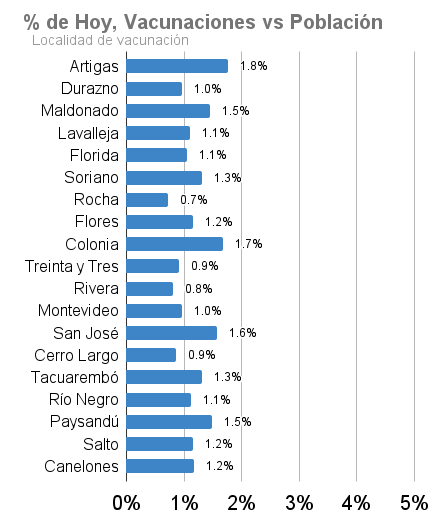 % de Hoy, Vacunaciones vs Población
Localidad de vacunación
Artigas 1.8%
Durazno 1.0%
Maldonado 1.5%
Lavalleja 1.1%
Florida 1.1%
Soriano 1.3%
Rocha 0.7%
Flores 1.2%
Colonia 1.7%
Treinta y Tres 0.9%
Rivera 0.8%
Montevideo 1.0%
San José 1.6%
Cerro Largo 0.9%
Tacuarembó 1.3%
Río Negro 1.1%
Paysandú 1.5%
Salto 1.2%
Canelones 1.2%
0% 1% 2% 3% 4% 5%